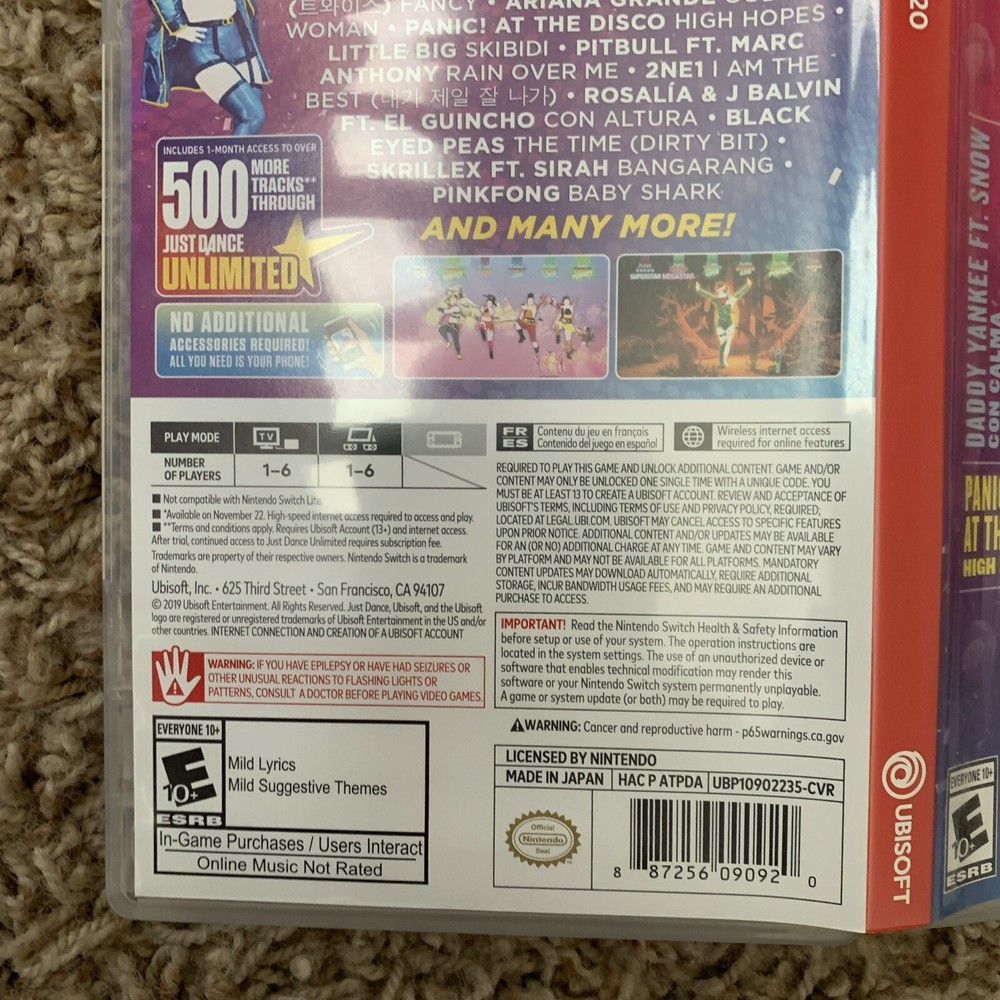 (트와이스) FANCY • ARIANA GRANDE
WOMAN • PANIC! AT THE DISCO HIGH HOPES •
LITTLE BIG SKIBIDI • PITBULL FT. MARC
ANTHONY RAIN OVER ME • 2NE1 I AM THE
BEST (내가 제일 잘 나가) • ROSALÍA & J BALVIN
FT. EL GUINCHO CON ALTURA • BLACK
EYED PEAS THE TIME (DIRTY BIT) •
SKRILLEX FT. SIRAH BANGARANG •
PINKFONG BABY SHARK
AND MANY MORE!
INCLUDES 1-MONTH ACCESS TO OVER
500 MORE
TRACKS**
THROUGH
JUST DANCE
UNLIMITED
NO ADDITIONAL
ACCESSORIES REQUIRED!
ALL YOU NEED IS YOUR PHONE!
SUPERSTAR MEGASTAR
PLAY MODE TV
NUMBER
OF PLAYERS
1–6 1–6
■ Not compatible with Nintendo Switch Lite.
■ *Available on November 22. High-speed internet access required to access and play.
■ **Terms and conditions apply. Requires Ubisoft Account (13+) and internet access.
After trial, continued access to Just Dance Unlimited requires subscription fee.
Trademarks are property of their respective owners. Nintendo Switch is a trademark
of Nintendo.
Ubisoft, Inc. • 625 Third Street • San Francisco, CA 94107
© 2019 Ubisoft Entertainment. All Rights Reserved. Just Dance, Ubisoft, and the Ubisoft
logo are registered or unregistered trademarks of Ubisoft Entertainment in the US and/or
other countries. INTERNET CONNECTION AND CREATION OF A UBISOFT ACCOUNT
WARNING: IF YOU HAVE EPILEPSY OR HAVE HAD SEIZURES OR
OTHER UNUSUAL REACTIONS TO FLASHING LIGHTS OR
PATTERNS, CONSULT A DOCTOR BEFORE PLAYING VIDEO GAMES.
EVERYONE 10+
E
10+
ESRB
Mild Lyrics
Mild Suggestive Themes
In-Game Purchases / Users Interact
Online Music Not Rated
FR
ES
Contenu du jeu en français
Contenido del juego en español
Wireless internet access
required for online features
REQUIRED TO PLAY THIS GAME AND UNLOCK ADDITIONAL CONTENT. GAME AND/OR
CONTENT MAY ONLY BE UNLOCKED ONE SINGLE TIME WITH A UNIQUE CODE. YOU
MUST BE AT LEAST 13 TO CREATE A UBISOFT ACCOUNT. REVIEW AND ACCEPTANCE OF
UBISOFT'S TERMS, INCLUDING TERMS OF USE AND PRIVACY POLICY, REQUIRED;
LOCATED AT LEGAL.UBI.COM. UBISOFT MAY CANCEL ACCESS TO SPECIFIC FEATURES
UPON PRIOR NOTICE. ADDITIONAL CONTENT AND/OR UPDATES MAY BE AVAILABLE
FOR AN (OR NO) ADDITIONAL CHARGE AT ANY TIME. GAME AND CONTENT MAY VARY
BY PLATFORM AND MAY NOT BE AVAILABLE FOR ALL PLATFORMS. MANDATORY
CONTENT UPDATES MAY DOWNLOAD AUTOMATICALLY, REQUIRE ADDITIONAL
STORAGE, INCUR BANDWIDTH USAGE FEES, AND MAY REQUIRE AN ADDITIONAL
PURCHASE TO ACCESS.
IMPORTANT! Read the Nintendo Switch Health & Safety Information
before setup or use of your system. The operation instructions are
located in the system settings. The use of an unauthorized device or
software that enables technical modification may render this
software or your Nintendo Switch system permanently unplayable.
A game or system update (or both) may be required to play.
WARNING: Cancer and reproductive harm - p65warnings.ca.gov
LICENSED BY NINTENDO
MADE IN JAPAN HAC P ATPDA UBP10902235-CVR
Official
Nintendo
Seal
8 87256 09092 0
20
UBISOFT
DADDY YANKEE FT. SNOW
CON CALMA
PANIC
AT TH
HIGH
EVERYONE 10+
E
10+
ESRB